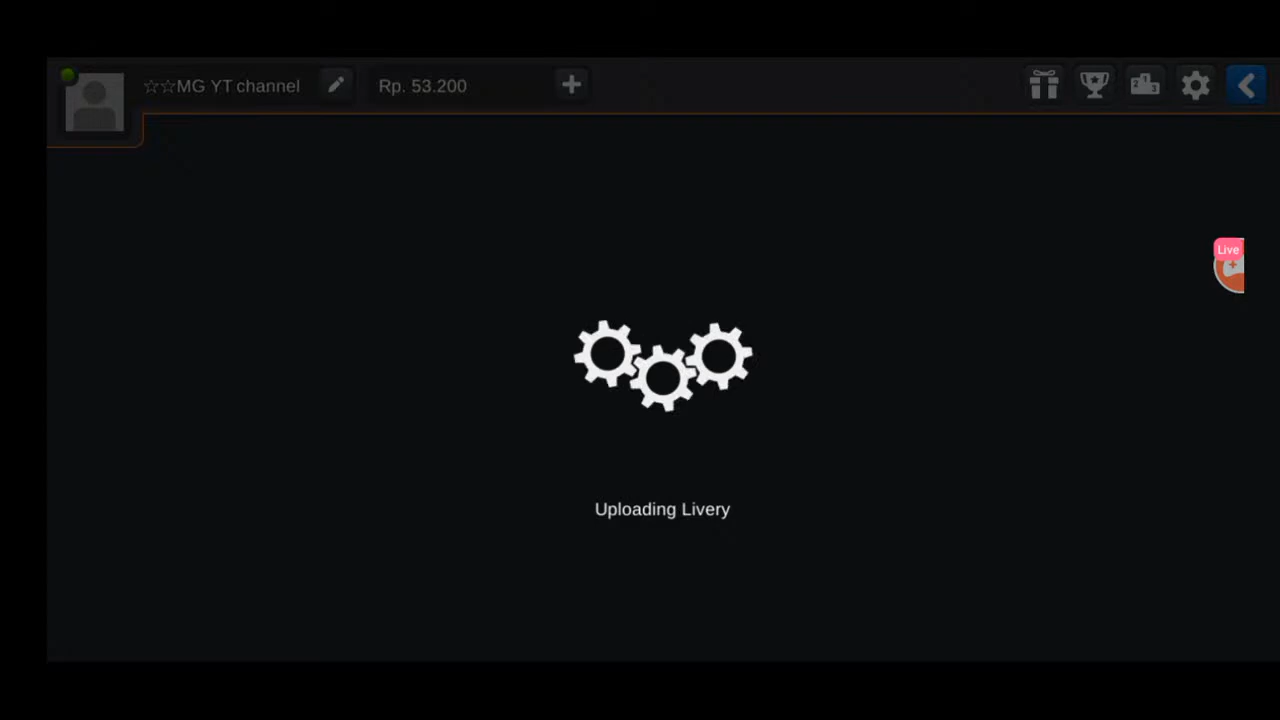 ☆☆MG YT channel
Rp. 53.200
Live
Uploading Livery